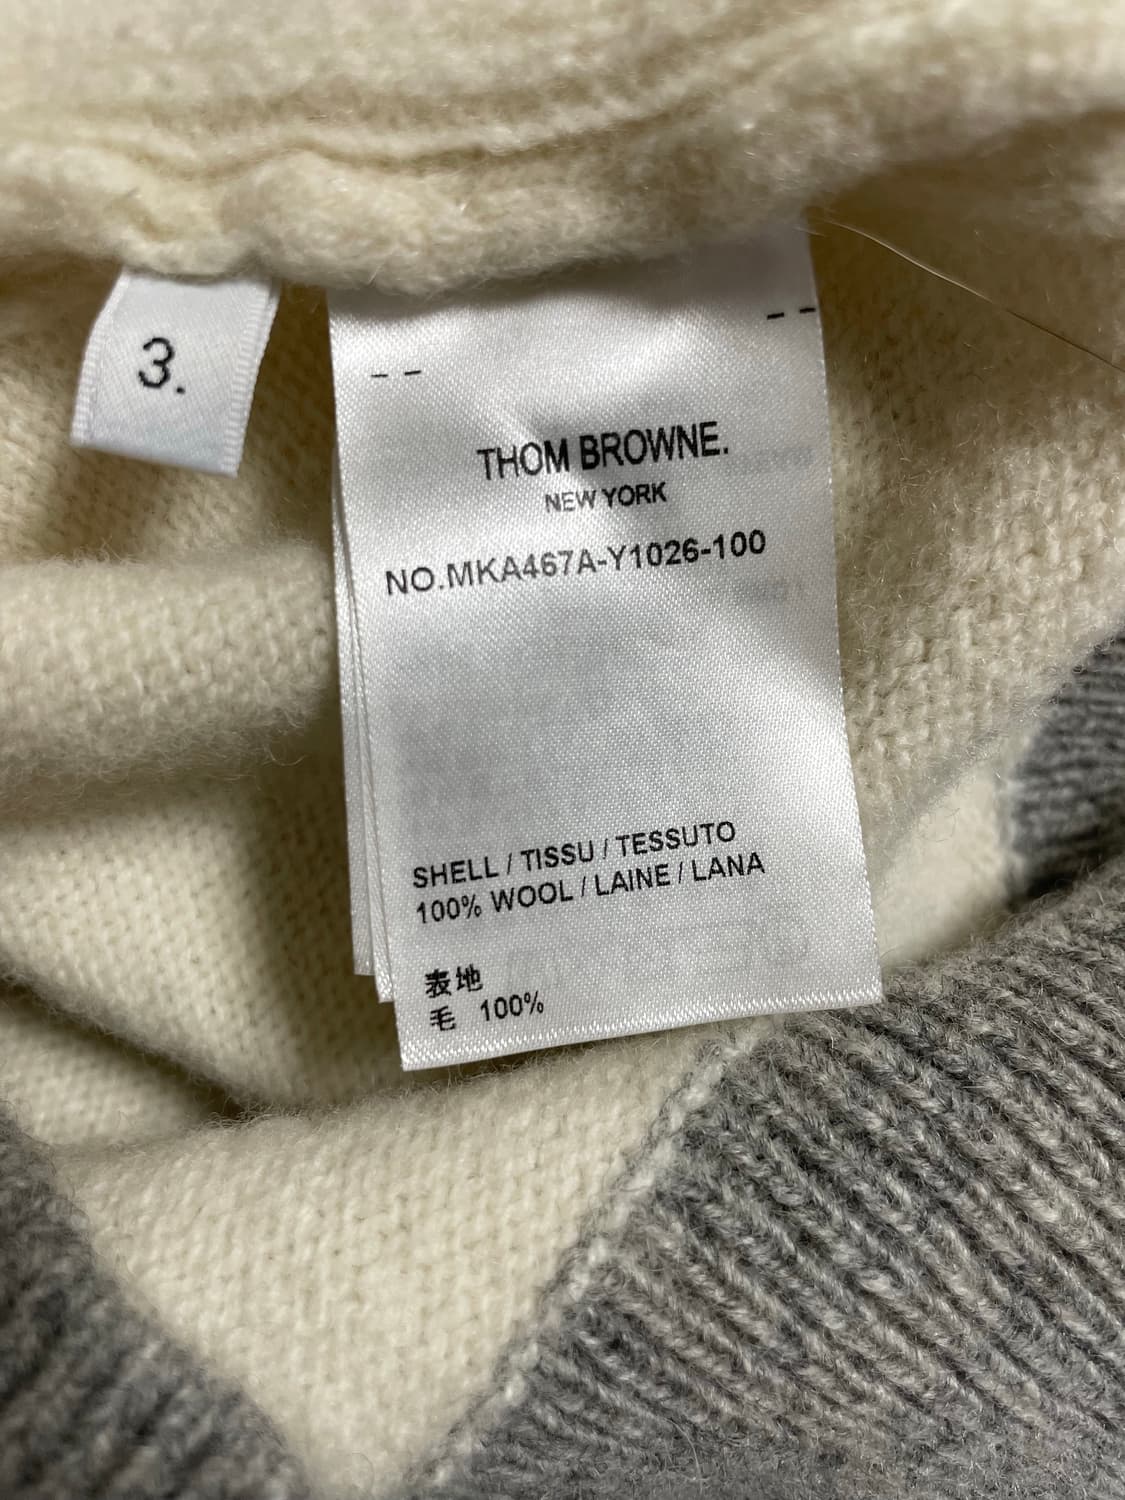 3.
-- --
THOM BROWNE.
NEW YORK
NO.MKA467A-Y1026-100
SHELL / TISSU / TESSUTO
100% WOOL / LAINE / LANA
表地
毛 100%